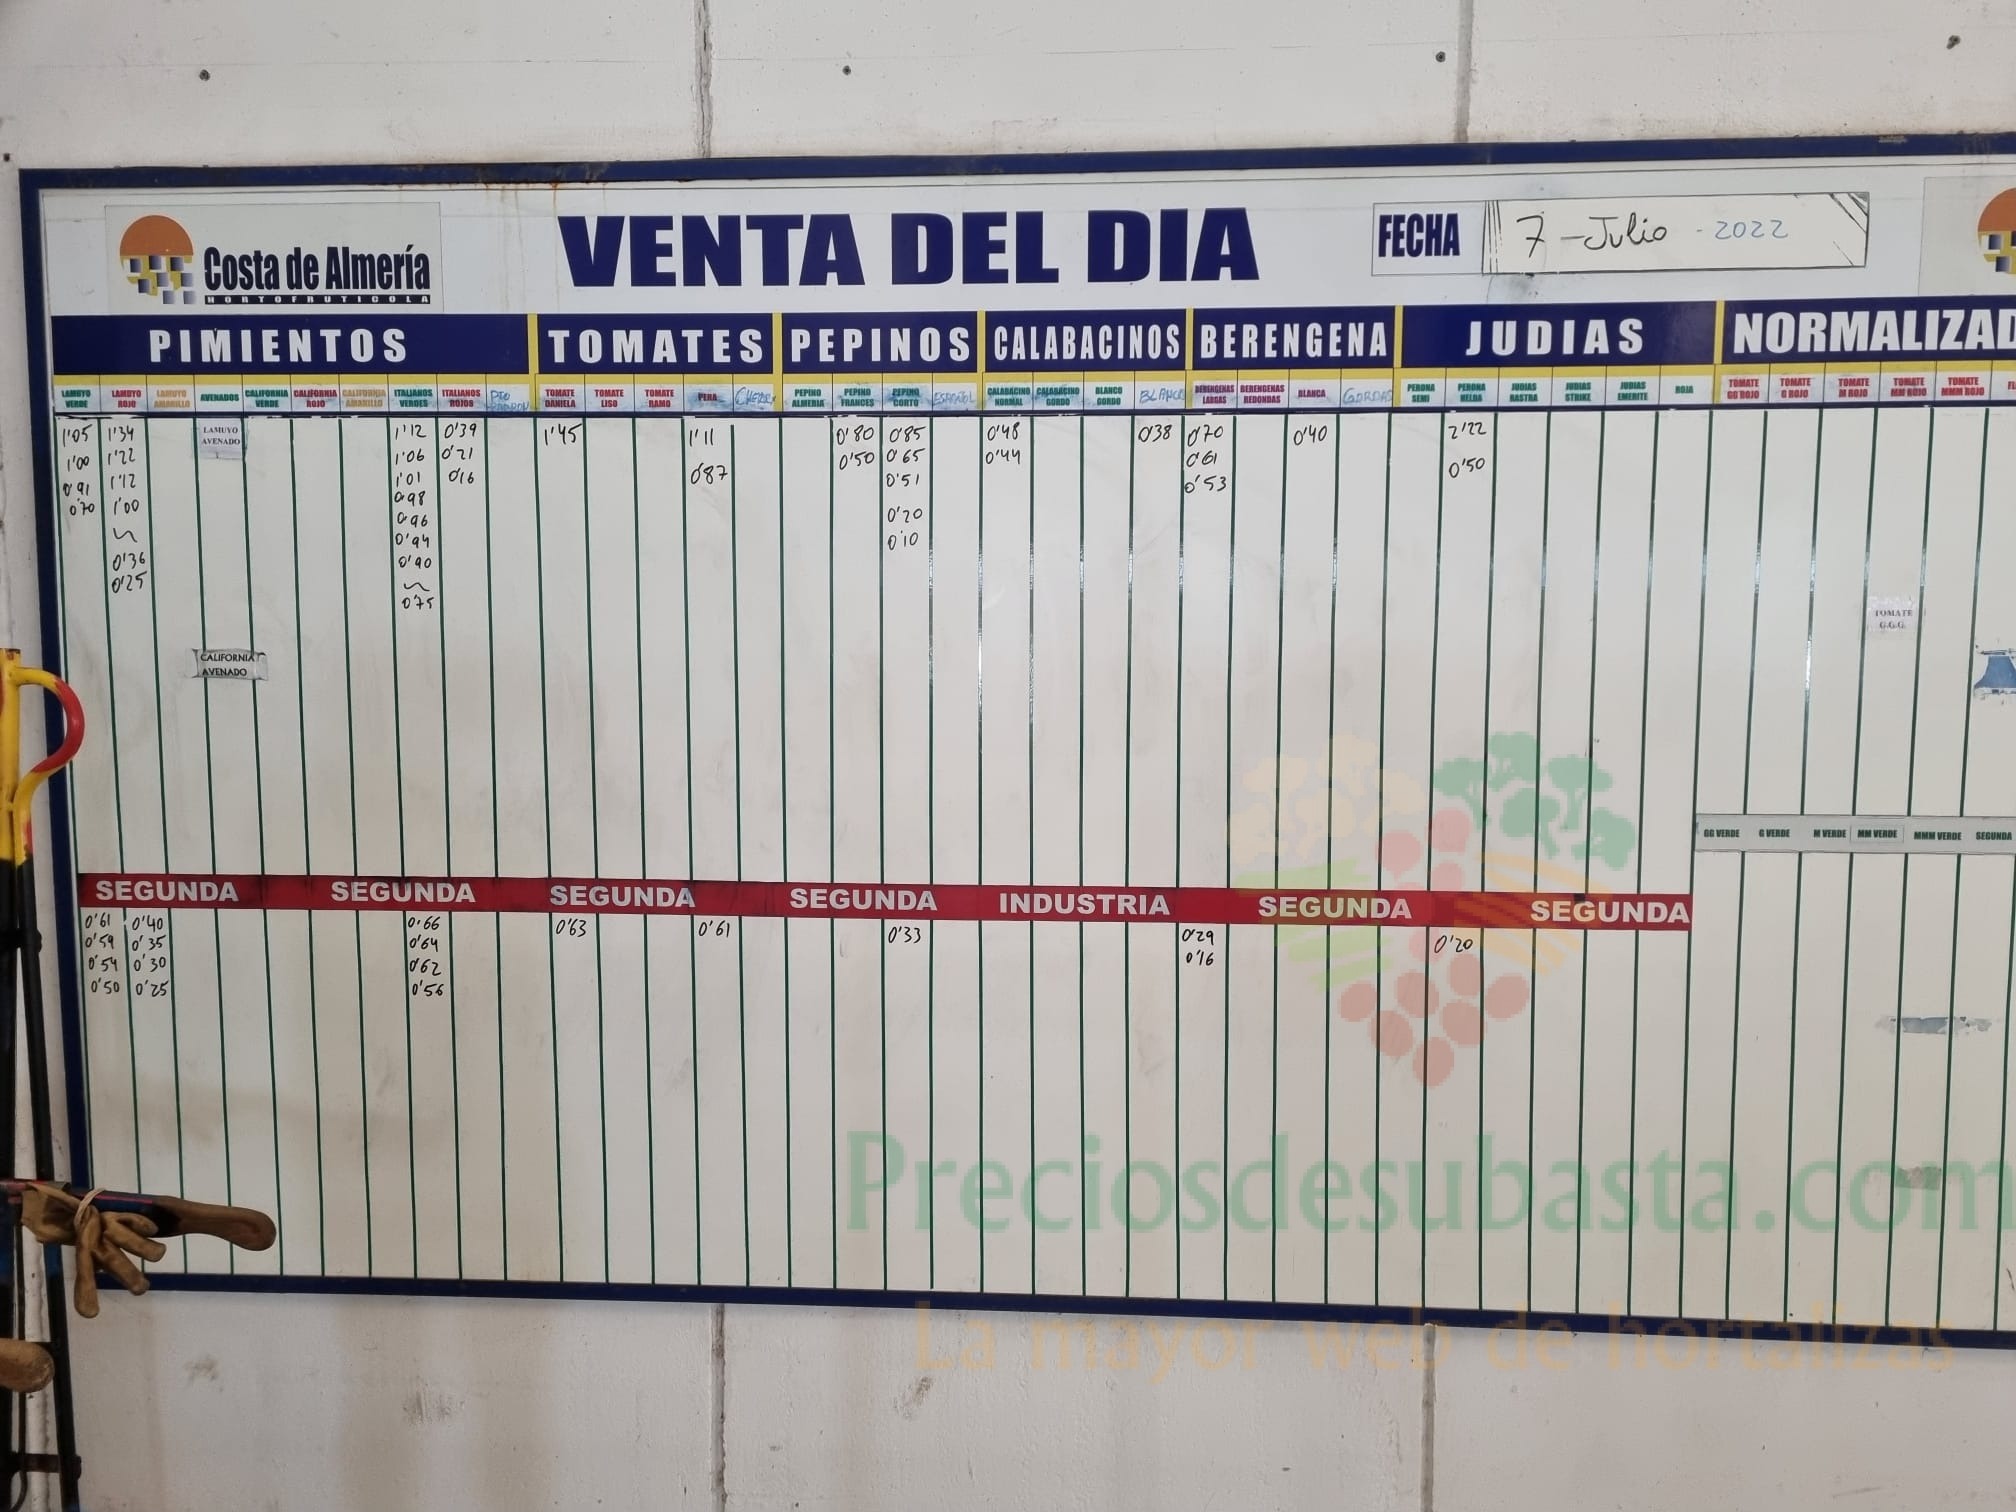 Costa de Almería
HORTOFRUTICOLA
VENTA DEL DIA
FECHA 7-Julio-2022
PIMIENTOS TOMATES PEPINOS CALABACINOS BERENGENA JUDIAS NORMALIZAD
LAMUYO VERDE LAMUYO ROJO LAMUYO AMARILLO AVENADOS CALIFORNIA VERDE CALIFORNIA ROJO CALIFORNIA AMARILLO ITALIANOS VERDES ITALIANOS ROJOS TOMATE DANIELA TOMATE LISO TOMATE RAMO PERA CHERRY PEPINO ALMERIA PEPINO FRANCES PEPINO CORTO ESPAÑOL CALABACINO NORMAL CALABACINO GORDO BLANCO GORDO BLANCO BERENGENAS LARGAS BERENGENAS REDONDAS BLANCA GORDAS PERONA SEMI PERONA HELDA JUDIAS RASTRA JUDIAS STRIKE JUDIAS EMERITE ROJA TOMATE GG ROJO TOMATE G ROJO TOMATE M ROJO TOMATE MM ROJO TOMATE MMM ROJO
1'05 1'34 LAMUYO AVENADO 1'12 0'39 1'45 1'11 0'80 0'85 0'48 0'38 0'70 0'40 2'22
1'00 1'22 1'06 0'21 0'87 0'50 0'65 0'44 0'61 0'50
0'91 1'12 1'01 0'16 0'51 0'53
0'70 1'00 0'98 0'20
0'96
0'94 0'10
0'36 0'90
0'25
0'75
TOMATE
G.G.G.
CALIFORNIA
AVENADO
GG VERDE G VERDE M VERDE MM VERDE MMM VERDE SEGUNDA
SEGUNDA SEGUNDA SEGUNDA SEGUNDA INDUSTRIA SEGUNDA SEGUNDA
0'61 0'40 0'66 0'63 0'61 0'33 0'29 0'20
0'59 0'35 0'64 0'16
0'54 0'30 0'62
0'50 0'25 0'56
Preciosdesubasta.com
La mayor web de hortalizas